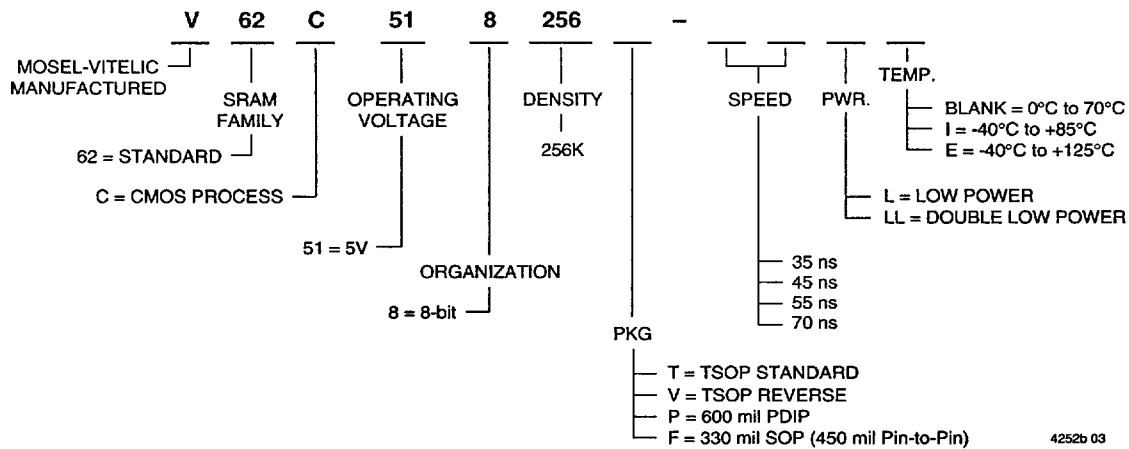 V 62 C 51 8 256 –
MOSEL-VITELIC
MANUFACTURED
SRAM
FAMILY
62 = STANDARD
C = CMOS PROCESS
OPERATING
VOLTAGE
51 = 5V
ORGANIZATION
8 = 8-bit
DENSITY
256K
PKG
T = TSOP STANDARD
V = TSOP REVERSE
P = 600 mil PDIP
F = 330 mil SOP (450 mil Pin-to-Pin)
SPEED
35 ns
45 ns
55 ns
70 ns
PWR.
L = LOW POWER
LL = DOUBLE LOW POWER
TEMP.
BLANK = 0°C to 70°C
I = -40°C to +85°C
E = -40°C to +125°C
4252b 03